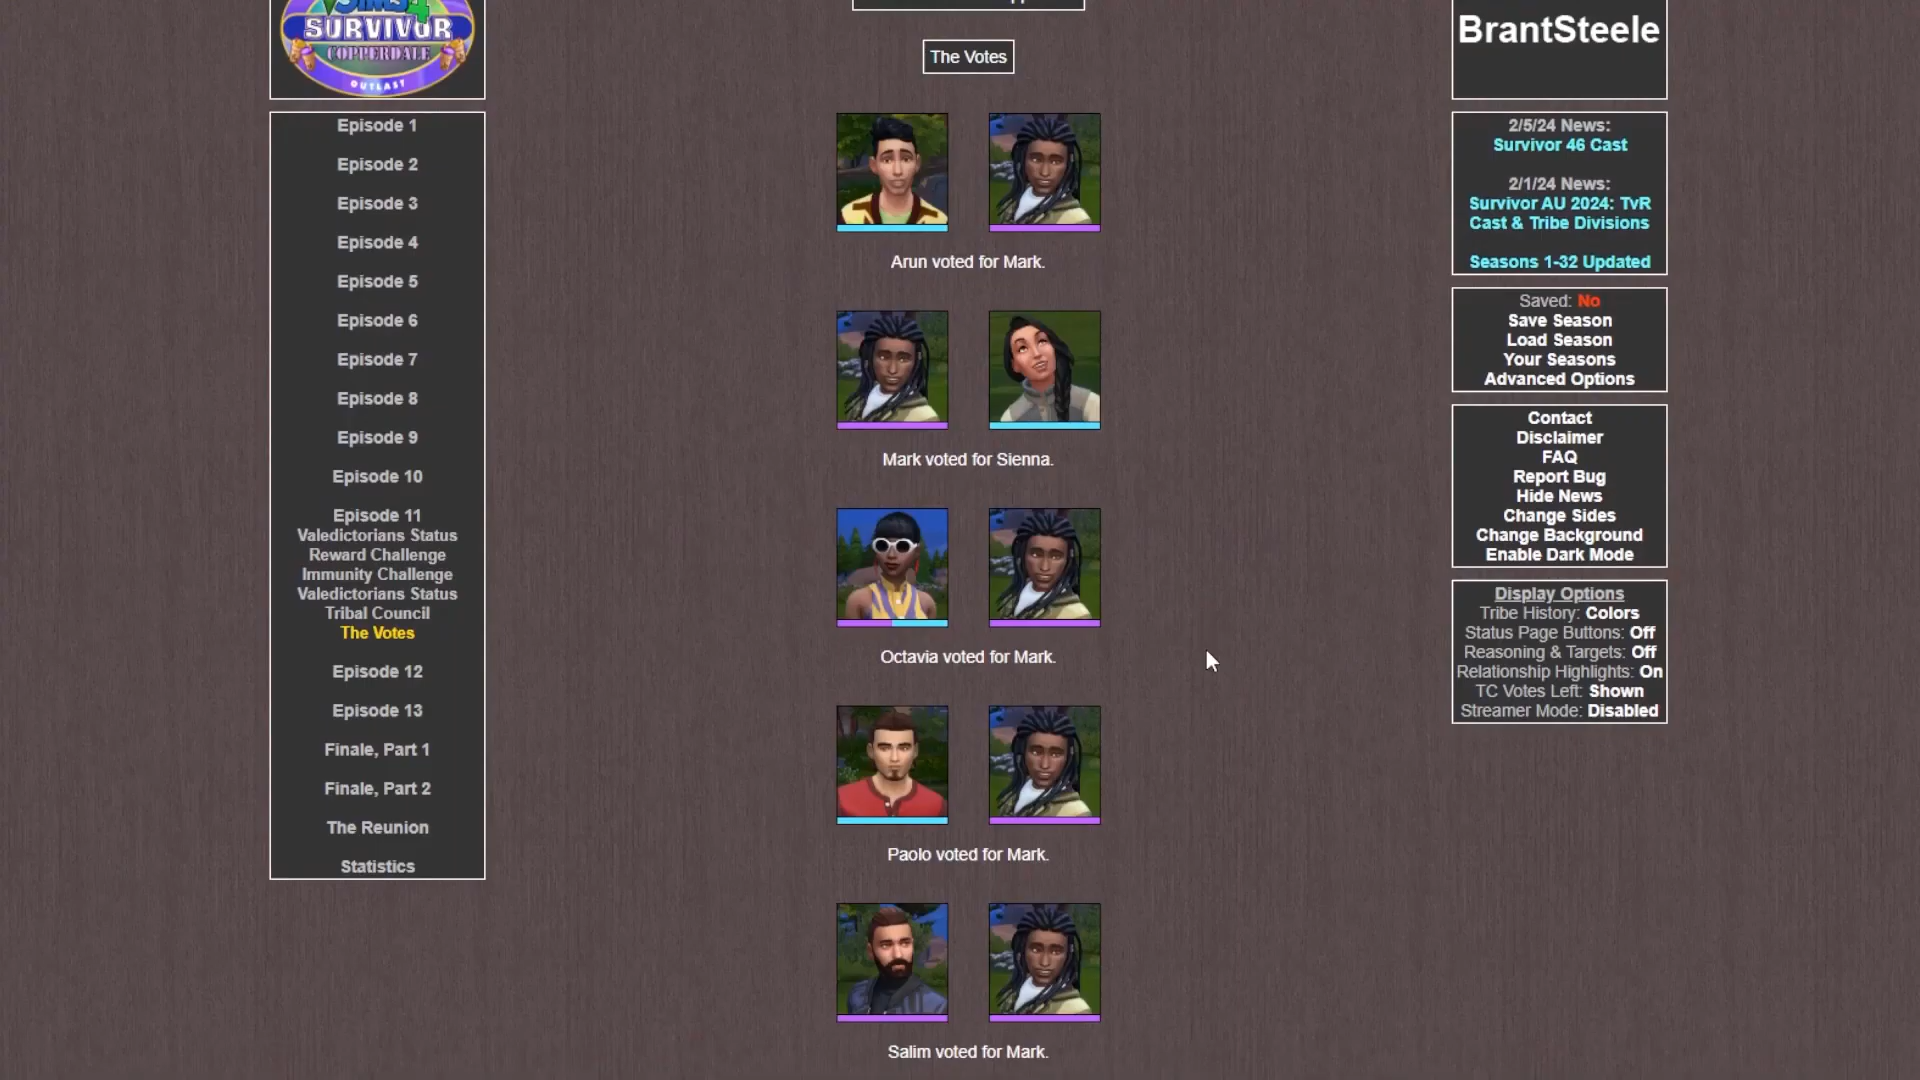 SIMS 4
SURVIVOR
COPPERDALE
OUTLAST
Episode 1
Episode 2
Episode 3
Episode 4
Episode 5
Episode 6
Episode 7
Episode 8
Episode 9
Episode 10
Episode 11
Valedictorians Status
Reward Challenge
Immunity Challenge
Valedictorians Status
Tribal Council
The Votes
Episode 12
Episode 13
Finale, Part 1
Finale, Part 2
The Reunion
Statistics
The Votes
Arun voted for Mark.
Mark voted for Sienna.
Octavia voted for Mark.
Paolo voted for Mark.
Salim voted for Mark.
BrantSteele
2/5/24 News:
Survivor 46 Cast
2/1/24 News:
Survivor AU 2024: TvR
Cast & Tribe Divisions
Seasons 1-32 Updated
Saved: No
Save Season
Load Season
Your Seasons
Advanced Options
Contact
Disclaimer
FAQ
Report Bug
Hide News
Change Sides
Change Background
Enable Dark Mode
Display Options
Tribe History: Colors
Status Page Buttons: Off
Reasoning & Targets: Off
Relationship Highlights: On
TC Votes Left: Shown
Streamer Mode: Disabled